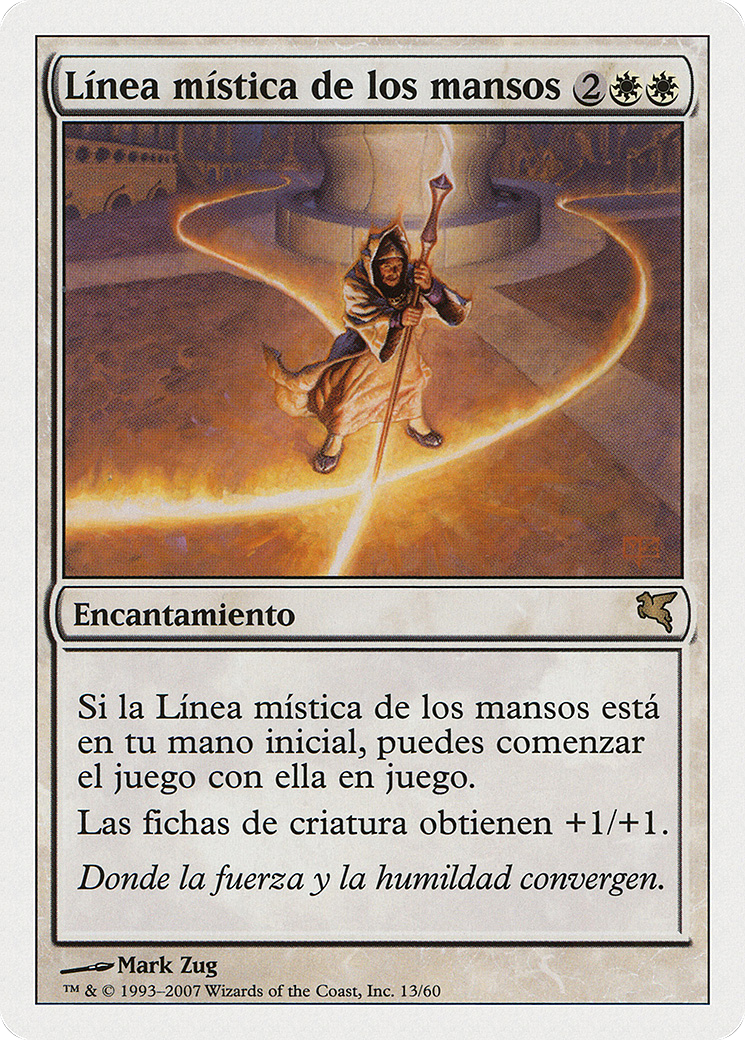 Línea mística de los mansos 2
Encantamiento
Si la Línea mística de los mansos está
en tu mano inicial, puedes comenzar
el juego con ella en juego.
Las fichas de criatura obtienen +1/+1.
Donde la fuerza y la humildad convergen.
Mark Zug
™ & © 1993–2007 Wizards of the Coast, Inc. 13/60